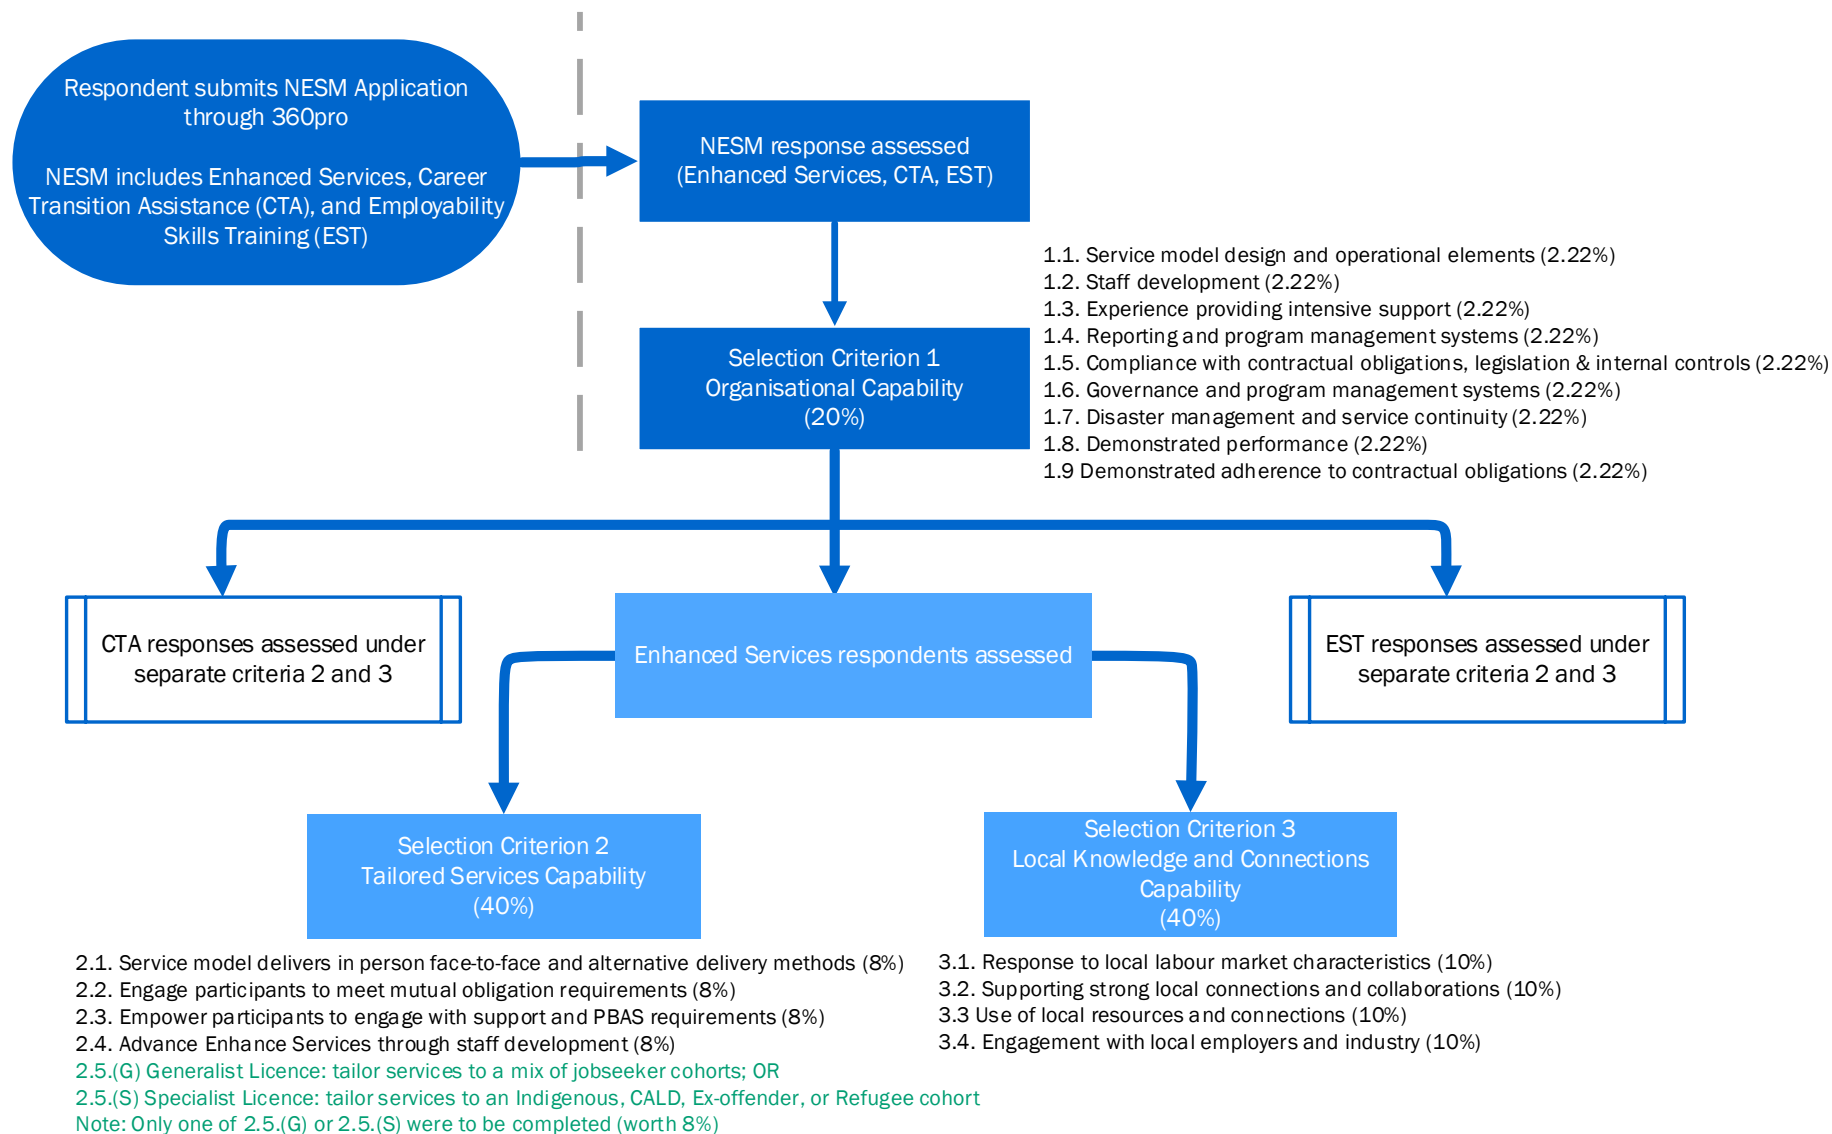 Respondent submits NESM Application
through 360pro
NESM includes Enhanced Services, Career
Transition Assistance (CTA), and Employability
Skills Training (EST)
NESM response assessed
(Enhanced Services, CTA, EST)
Selection Criterion 1
Organisational Capability
(20%)
1.1. Service model design and operational elements (2.22%)
1.2. Staff development (2.22%)
1.3. Experience providing intensive support (2.22%)
1.4. Reporting and program management systems (2.22%)
1.5. Compliance with contractual obligations, legislation & internal controls (2.22%)
1.6. Governance and program management systems (2.22%)
1.7. Disaster management and service continuity (2.22%)
1.8. Demonstrated performance (2.22%)
1.9 Demonstrated adherence to contractual obligations (2.22%)
CTA responses assessed under
separate criteria 2 and 3
Enhanced Services respondents assessed
EST responses assessed under
separate criteria 2 and 3
Selection Criterion 2
Tailored Services Capability
(40%)
Selection Criterion 3
Local Knowledge and Connections
Capability
(40%)
2.1. Service model delivers in person face-to-face and alternative delivery methods (8%)
2.2. Engage participants to meet mutual obligation requirements (8%)
2.3. Empower participants to engage with support and PBAS requirements (8%)
2.4. Advance Enhance Services through staff development (8%)
2.5.(G) Generalist Licence: tailor services to a mix of jobseeker cohorts; OR
2.5.(S) Specialist Licence: tailor services to an Indigenous, CALD, Ex-offender, or Refugee cohort
Note: Only one of 2.5.(G) or 2.5.(S) were to be completed (worth 8%)
3.1. Response to local labour market characteristics (10%)
3.2. Supporting strong local connections and collaborations (10%)
3.3 Use of local resources and connections (10%)
3.4. Engagement with local employers and industry (10%)